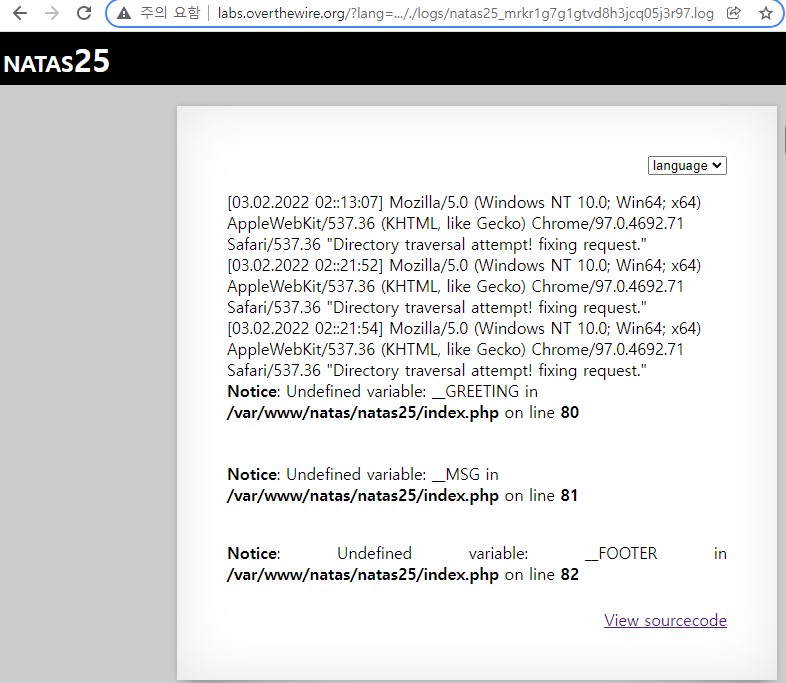 주의 요함 labs.overthewire.org/?lang=..././logs/natas25_mrkr1g7g1gtvd8h3jcq05j3r97.log
NATAS25
language
[03.02.2022 02::13:07] Mozilla/5.0 (Windows NT 10.0; Win64; x64)
AppleWebKit/537.36 (KHTML, like Gecko) Chrome/97.0.4692.71
Safari/537.36 "Directory traversal attempt! fixing request."
[03.02.2022 02::21:52] Mozilla/5.0 (Windows NT 10.0; Win64; x64)
AppleWebKit/537.36 (KHTML, like Gecko) Chrome/97.0.4692.71
Safari/537.36 "Directory traversal attempt! fixing request."
[03.02.2022 02::21:54] Mozilla/5.0 (Windows NT 10.0; Win64; x64)
AppleWebKit/537.36 (KHTML, like Gecko) Chrome/97.0.4692.71
Safari/537.36 "Directory traversal attempt! fixing request."
Notice: Undefined variable: __GREETING in
/var/www/natas/natas25/index.php on line 80
Notice: Undefined variable: __MSG in
/var/www/natas/natas25/index.php on line 81
Notice: Undefined variable: __FOOTER in
/var/www/natas/natas25/index.php on line 82
View sourcecode